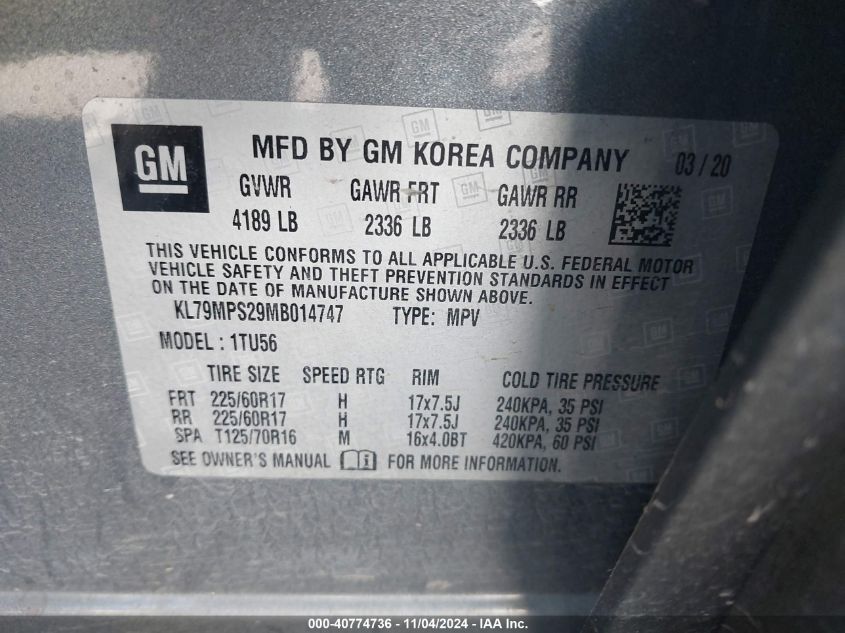 GM
MFD BY GM KOREA COMPANY 03/20
GVWR GAWR FRT GAWR RR
4189 LB 2336 LB 2336 LB
THIS VEHICLE CONFORMS TO ALL APPLICABLE U.S. FEDERAL MOTOR
VEHICLE SAFETY AND THEFT PREVENTION STANDARDS IN EFFECT
ON THE DATE OF MANUFACTURE SHOWN ABOVE.
KL79MPS29MB014747 TYPE: MPV
MODEL : 1TU56
TIRE SIZE SPEED RTG RIM COLD TIRE PRESSURE
FRT 225/60R17 H 17x7.5J 240KPA, 35 PSI
RR 225/60R17 H 17x7.5J 240KPA, 35 PSI
SPA T125/70R16 M 16x4.0BT 420KPA, 60 PSI
SEE OWNER'S MANUAL FOR MORE INFORMATION.
000-40774736 - 11/04/2024 - IAA Inc.